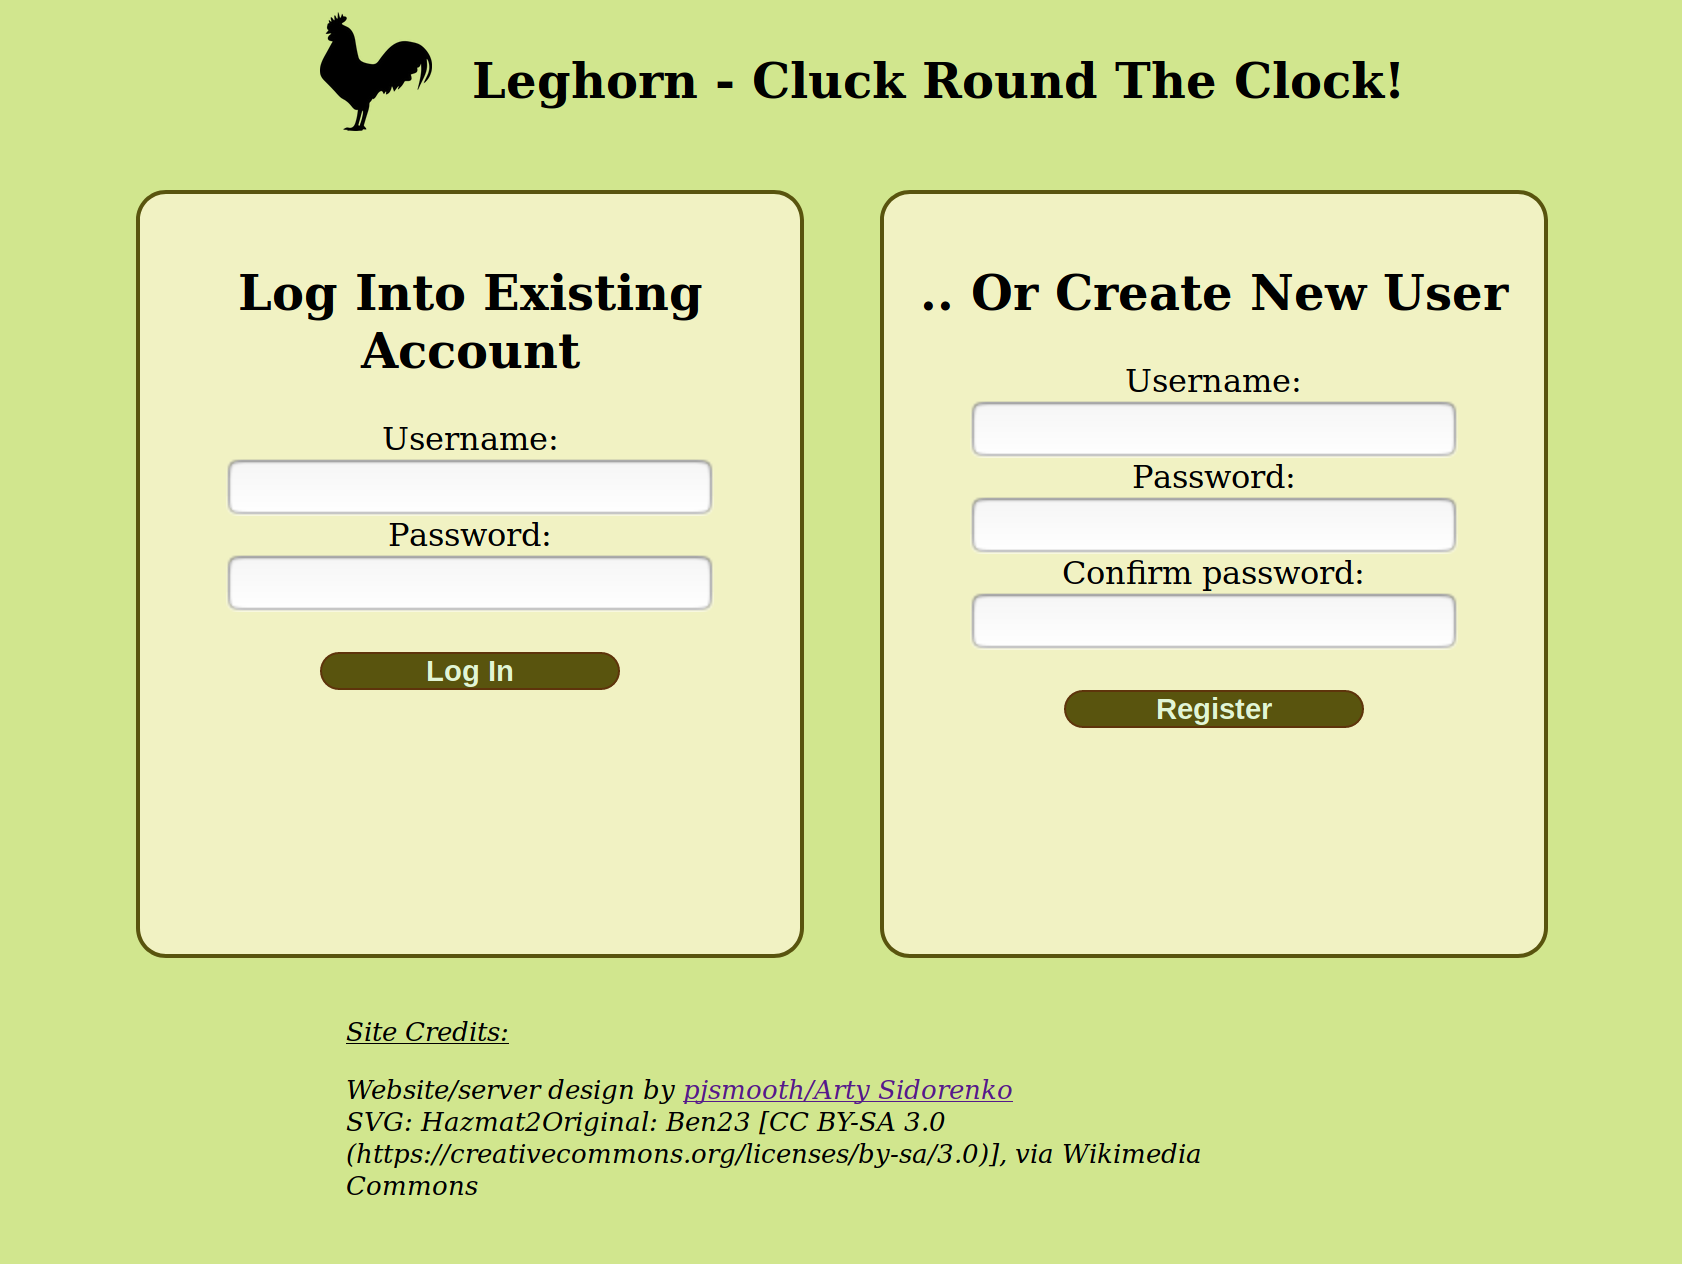 Leghorn - Cluck Round The Clock!
Log Into Existing
Account
Username:
Password:
Log In
.. Or Create New User
Username:
Password:
Confirm password:
Register
Site Credits:
Website/server design by pjsmooth/Arty Sidorenko
SVG: Hazmat2Original: Ben23 [CC BY-SA 3.0
(https://creativecommons.org/licenses/by-sa/3.0)], via Wikimedia
Commons